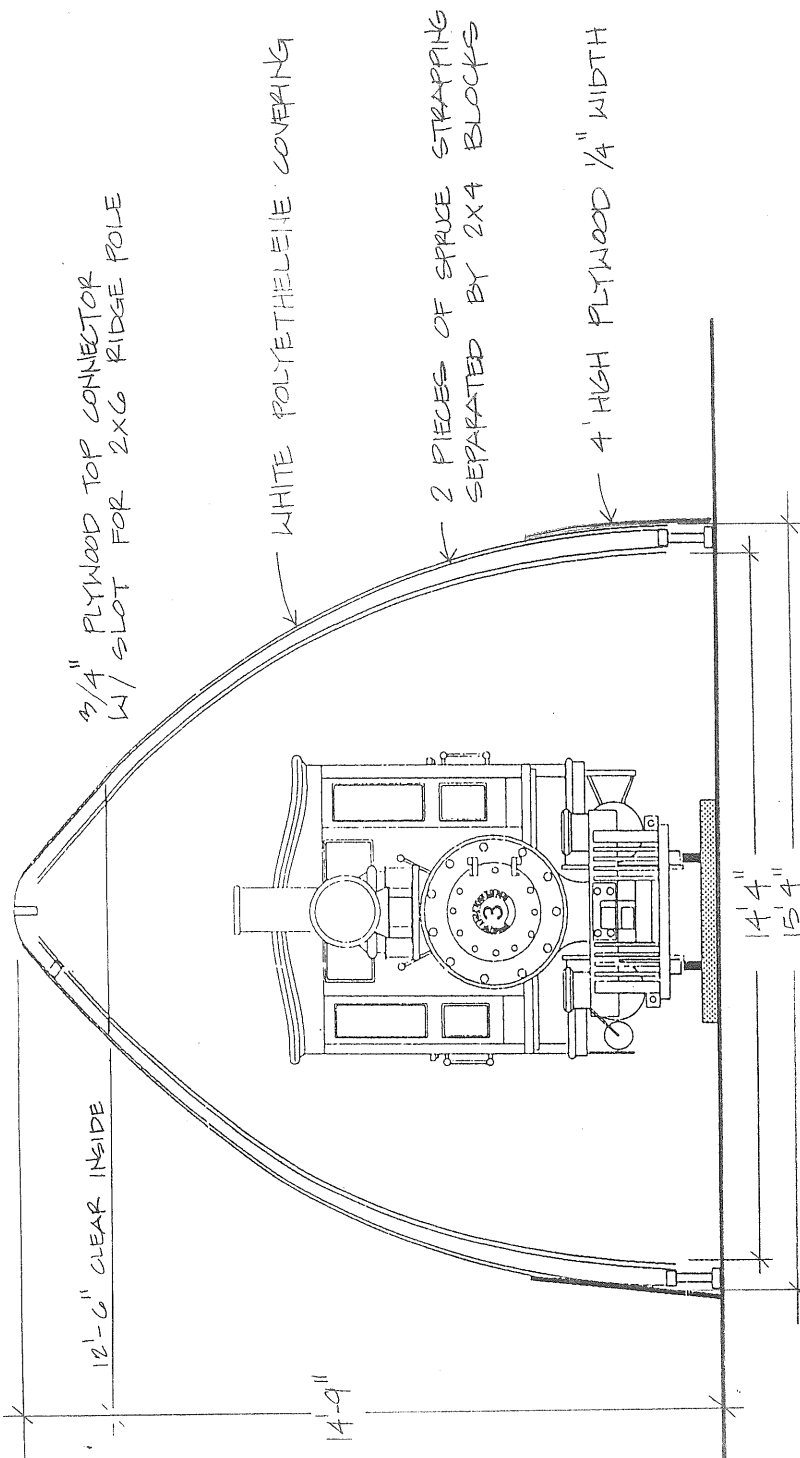 3/4" PLYWOOD TOP CONNECTOR
W/ SLOT FOR 2X6 RIDGE POLE
WHITE POLYETHELEINE COVERING
2 PIECES OF SPRUCE STRAPPING
SEPARATED BY 2X4 BLOCKS
4' HIGH PLYWOOD 1/4" WIDTH
12'-6" CLEAR INSIDE
14'-9"
3
14'4"
15'4"